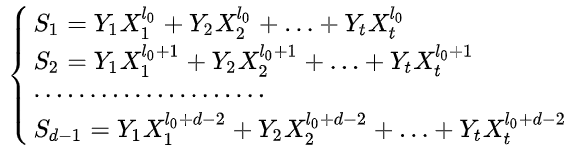 S_1 = Y_1 X_1^{l_0} + Y_2 X_2^{l_0} + … + Y_t X_t^{l_0}
S_2 = Y_1 X_1^{l_0+1} + Y_2 X_2^{l_0+1} + … + Y_t X_t^{l_0+1}
·····················
S_{d−1} = Y_1 X_1^{l_0+d−2} + Y_2 X_2^{l_0+d−2} + … + Y_t X_t^{l_0+d−2}